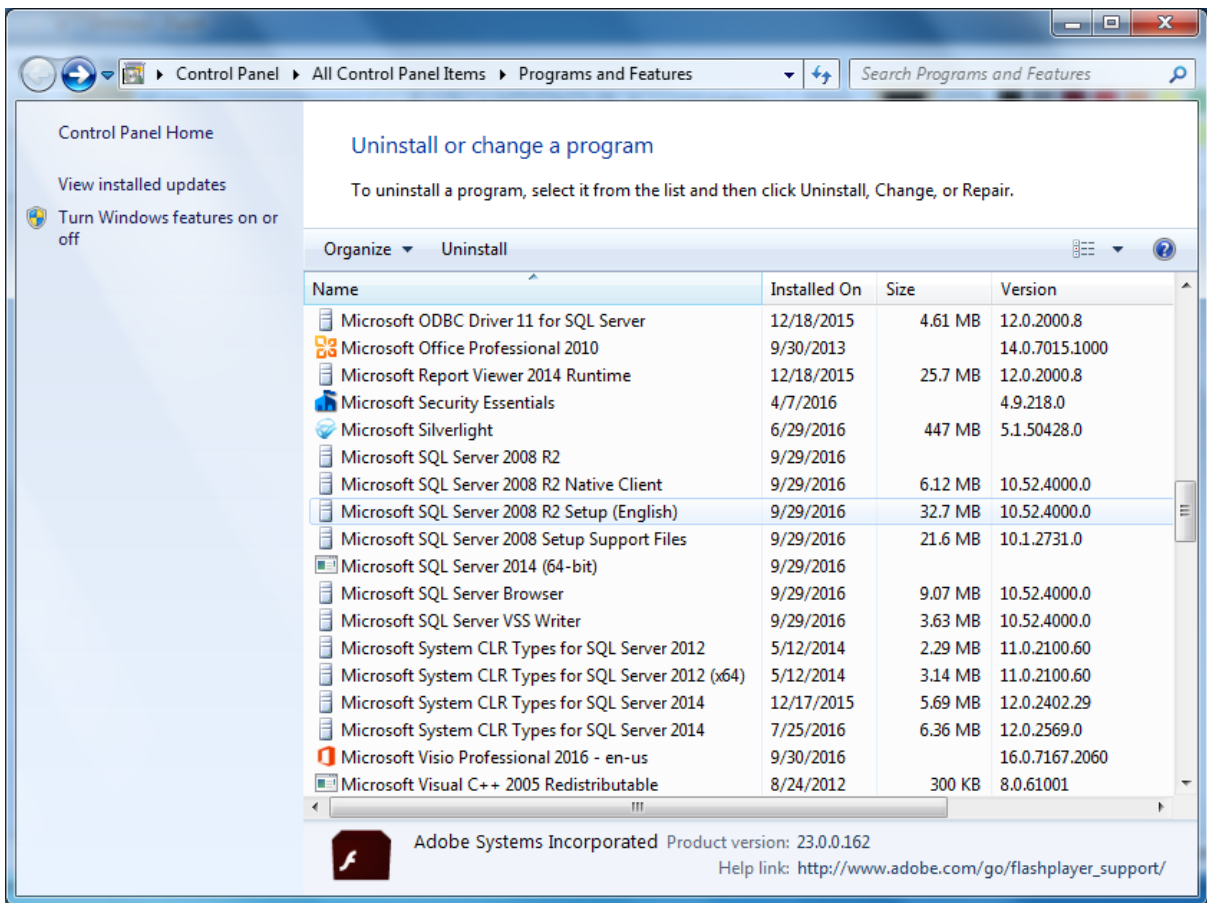 Control Panel All Control Panel Items Programs and Features Search Programs and Features
Control Panel Home
View installed updates
Turn Windows features on or
off
Uninstall or change a program
To uninstall a program, select it from the list and then click Uninstall, Change, or Repair.
Organize Uninstall
Name Installed On Size Version
Microsoft ODBC Driver 11 for SQL Server 12/18/2015 4.61 MB 12.0.2000.8
Microsoft Office Professional 2010 9/30/2013 14.0.7015.1000
Microsoft Report Viewer 2014 Runtime 12/18/2015 25.7 MB 12.0.2000.8
Microsoft Security Essentials 4/7/2016 4.9.218.0
Microsoft Silverlight 6/29/2016 447 MB 5.1.50428.0
Microsoft SQL Server 2008 R2 9/29/2016
Microsoft SQL Server 2008 R2 Native Client 9/29/2016 6.12 MB 10.52.4000.0
Microsoft SQL Server 2008 R2 Setup (English) 9/29/2016 32.7 MB 10.52.4000.0
Microsoft SQL Server 2008 Setup Support Files 9/29/2016 21.6 MB 10.1.2731.0
Microsoft SQL Server 2014 (64-bit) 9/29/2016
Microsoft SQL Server Browser 9/29/2016 9.07 MB 10.52.4000.0
Microsoft SQL Server VSS Writer 9/29/2016 3.63 MB 10.52.4000.0
Microsoft System CLR Types for SQL Server 2012 5/12/2014 2.29 MB 11.0.2100.60
Microsoft System CLR Types for SQL Server 2012 (x64) 5/12/2014 3.14 MB 11.0.2100.60
Microsoft System CLR Types for SQL Server 2014 12/17/2015 5.69 MB 12.0.2402.29
Microsoft System CLR Types for SQL Server 2014 7/25/2016 6.36 MB 12.0.2569.0
Microsoft Visio Professional 2016 - en-us 9/30/2016 16.0.7167.2060
Microsoft Visual C++ 2005 Redistributable 8/24/2012 300 KB 8.0.61001
Adobe Systems Incorporated Product version: 23.0.0.162
Help link: http://www.adobe.com/go/flashplayer_support/